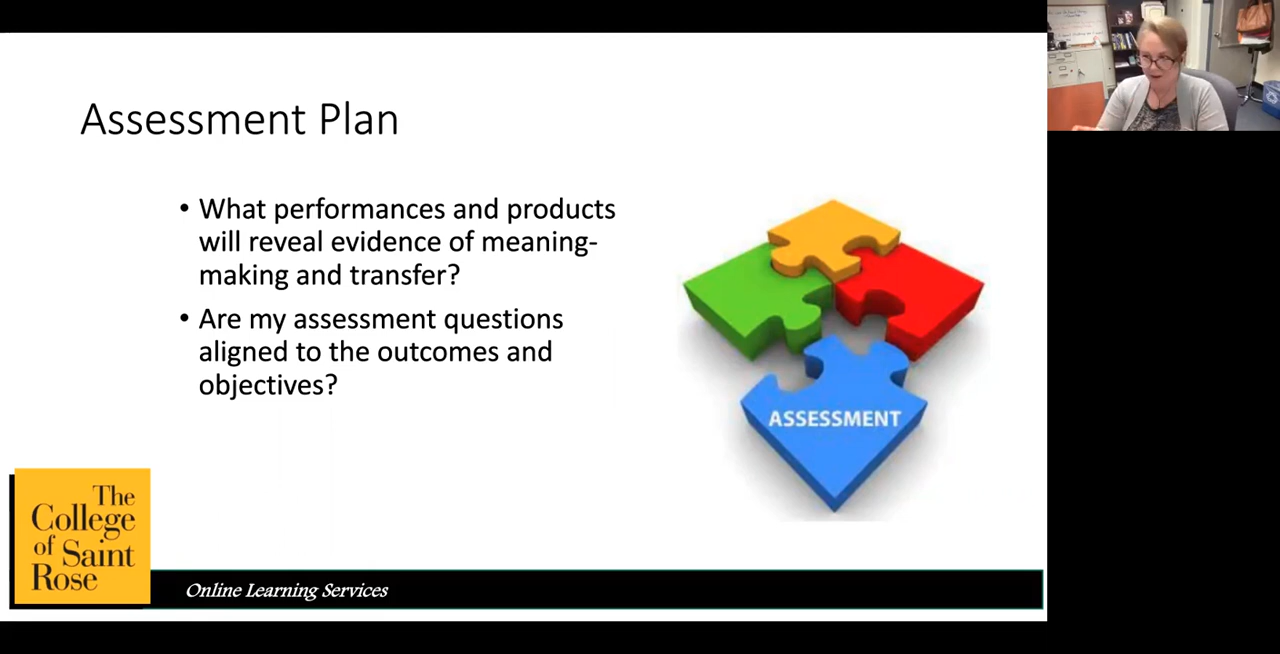 Assessment Plan
• What performances and products
will reveal evidence of meaning-
making and transfer?
• Are my assessment questions
aligned to the outcomes and
objectives?
ASSESSMENT
The
College
of Saint
Rose
Online Learning Services